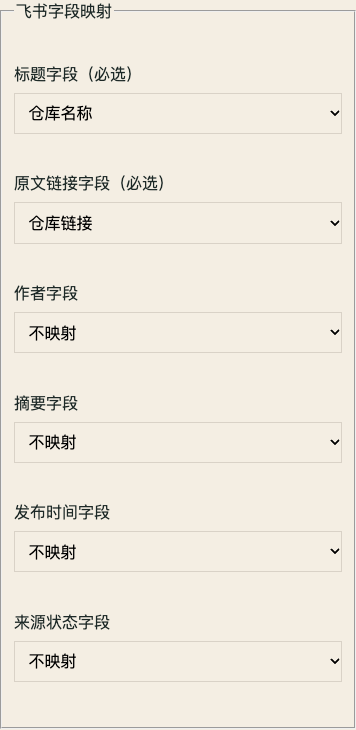 飞书字段映射
标题字段（必选）
仓库名称
原文链接字段（必选）
仓库链接
作者字段
不映射
摘要字段
不映射
发布时间字段
不映射
来源状态字段
不映射